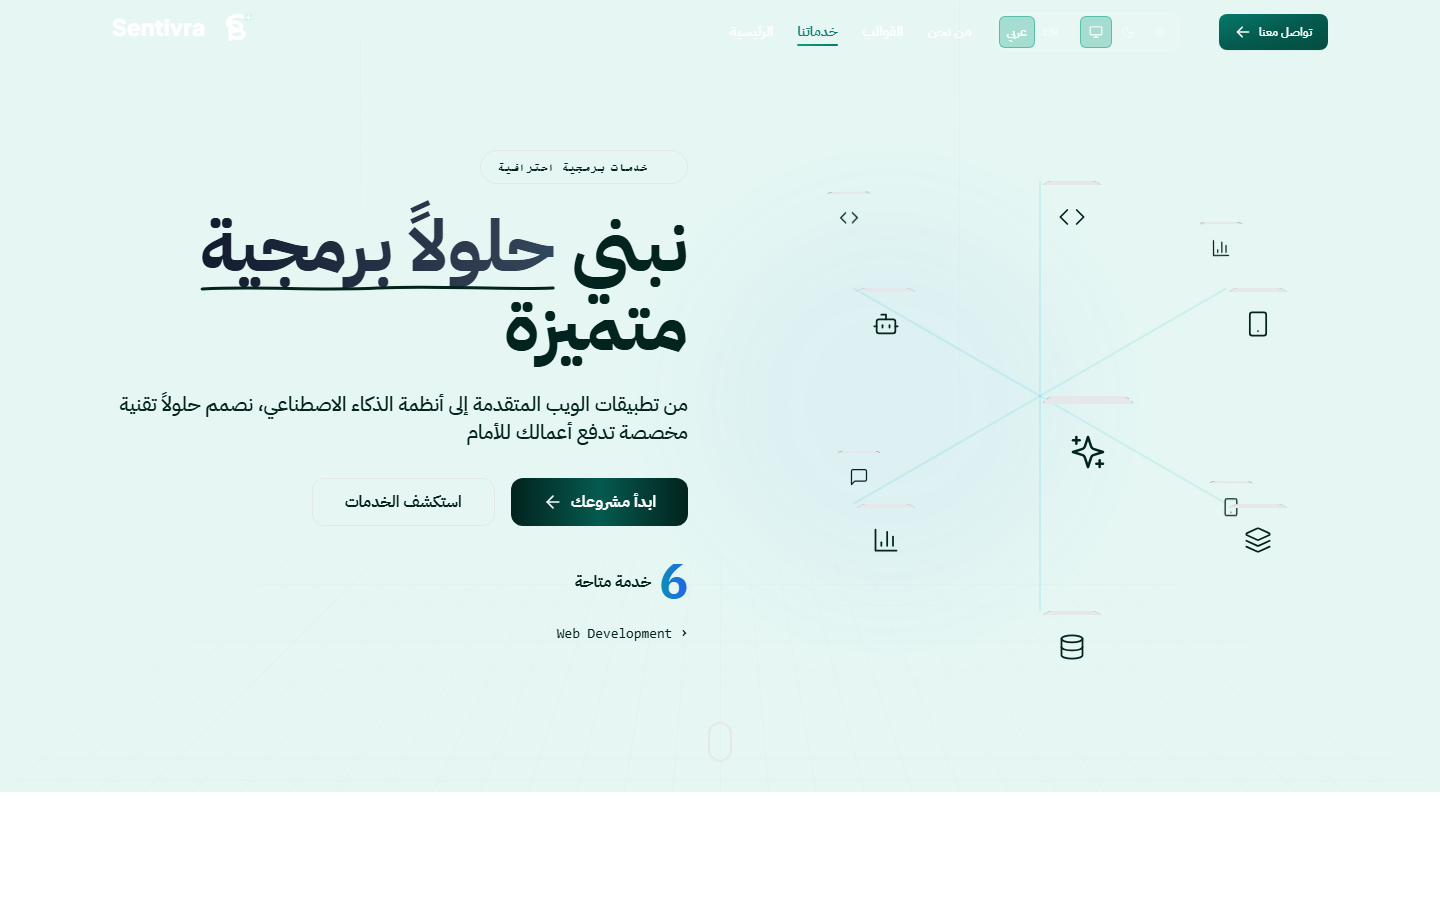 Sentivra
الرئيسية
خدماتنا
القوالب
من نحن
عربي
EN
تواصل معنا
خدمات برمجية احترافية
نبني حلولاً برمجية
متميزة
من تطبيقات الويب المتقدمة إلى أنظمة الذكاء الاصطناعي، نصمم حلولاً تقنية
مخصصة تدفع أعمالك للأمام
ابدأ مشروعك
استكشف الخدمات
6 خدمة متاحة
Web Development ›